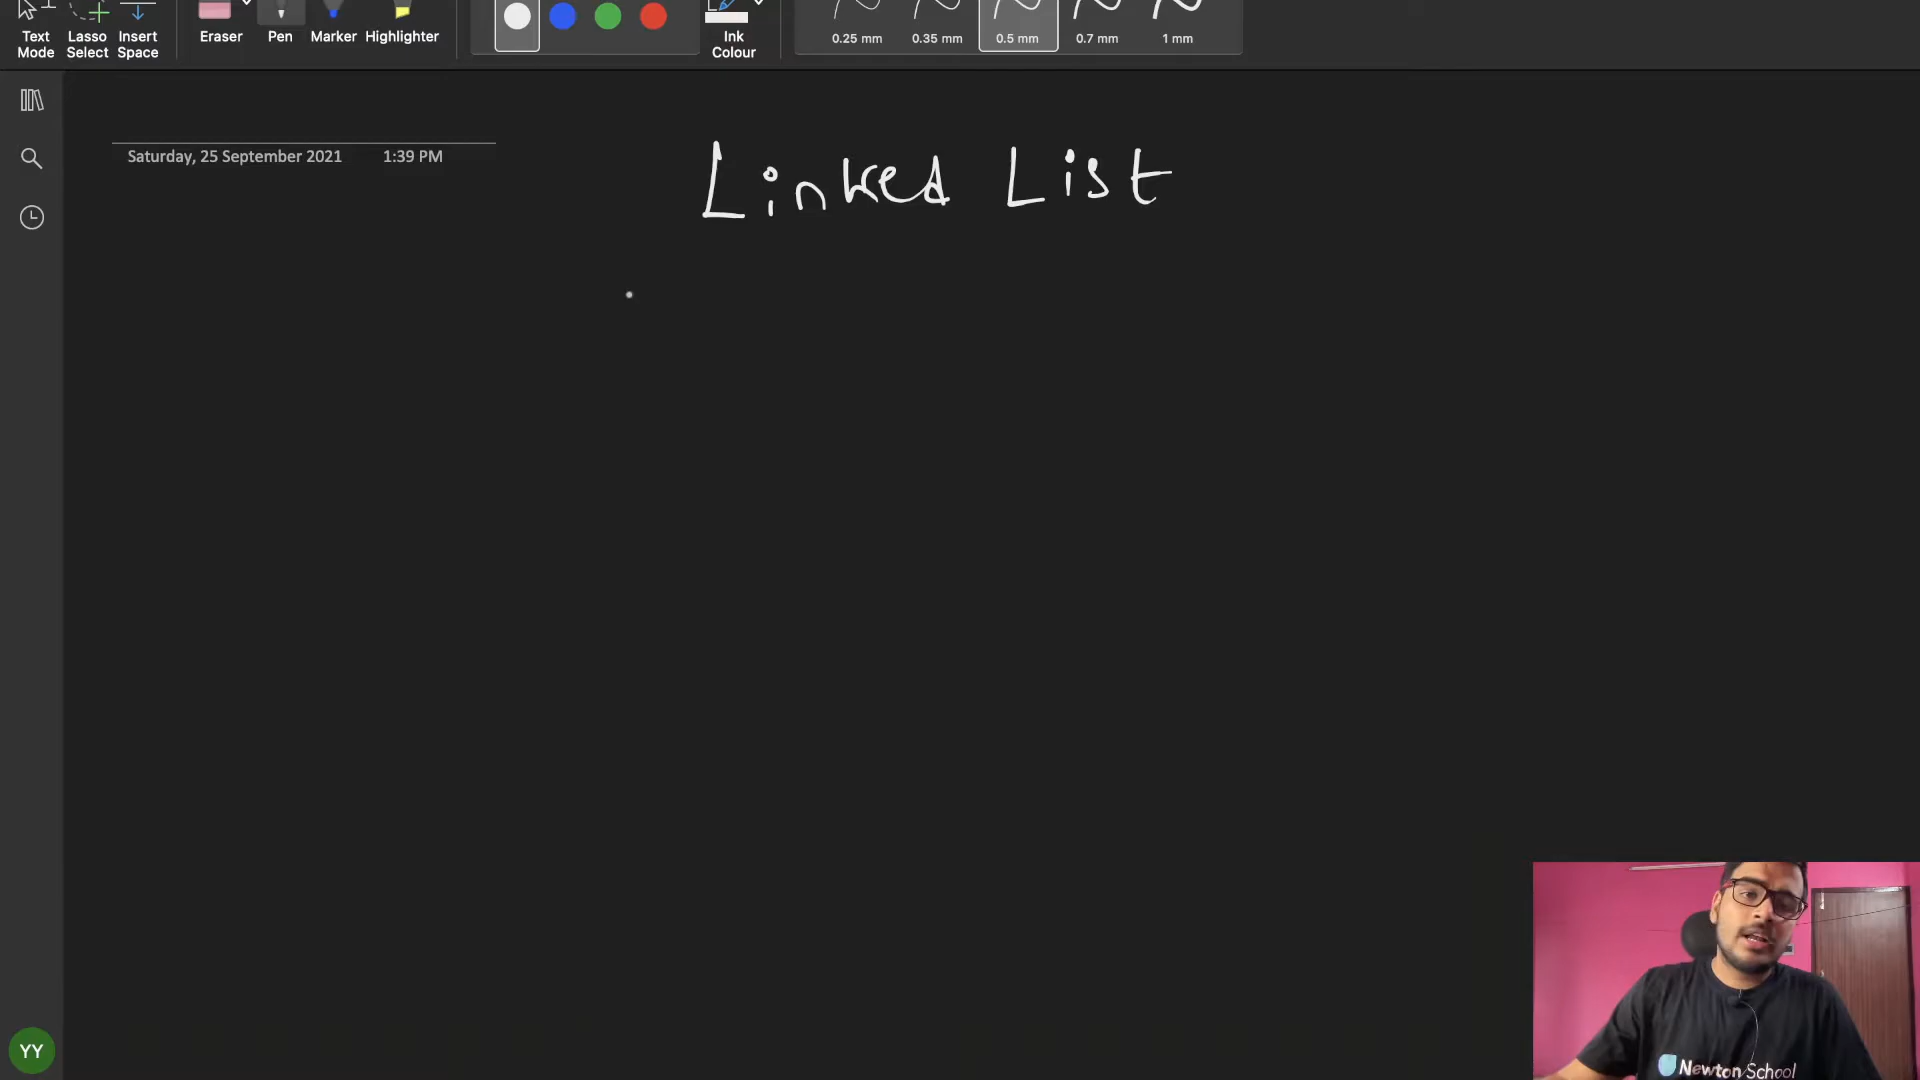 Text Mode
Lasso Select
Insert Space
Eraser
Pen
Marker
Highlighter
Ink Colour
0.25 mm
0.35 mm
0.5 mm
0.7 mm
1 mm
Saturday, 25 September 2021 1:39 PM
Linked List
YY
Newton School